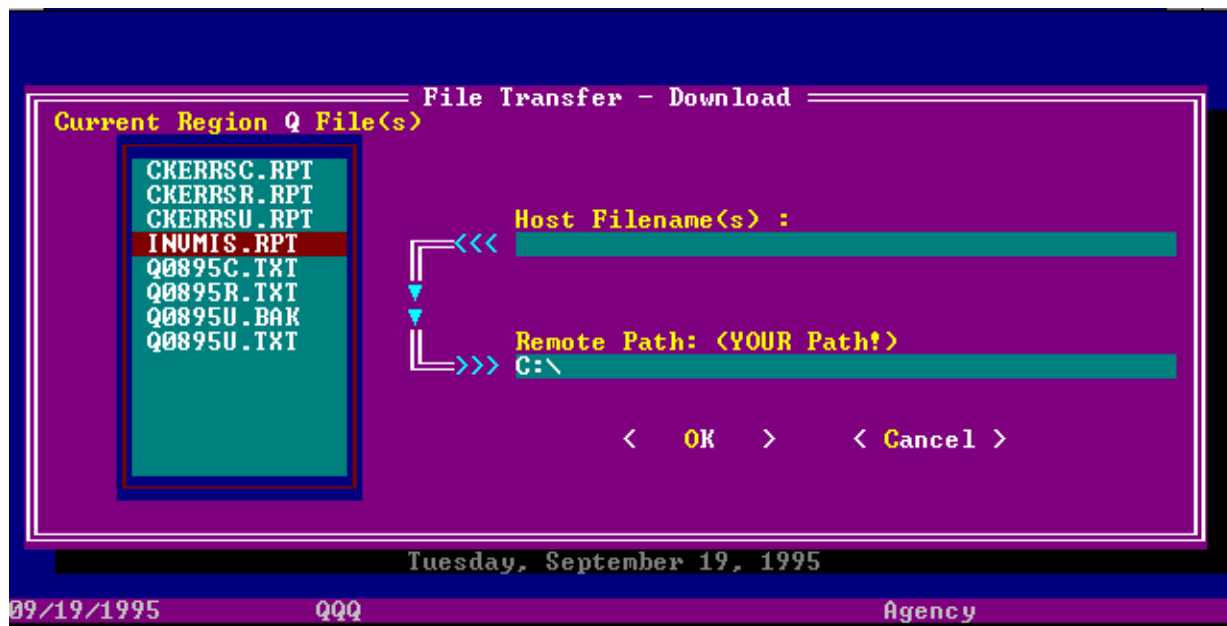 File Transfer - Download
Current Region Q File(s)
CKERRSC.RPT
CKERRSR.RPT
CKERRSU.RPT
INVMIS.RPT
Q0895C.TXT
Q0895R.TXT
Q0895U.BAK
Q0895U.TXT
Host Filename(s) :
<<<
Remote Path: (YOUR Path!)
>>> C:\
< OK > < Cancel >
Tuesday, September 19, 1995
09/19/1995 QQQ Agency